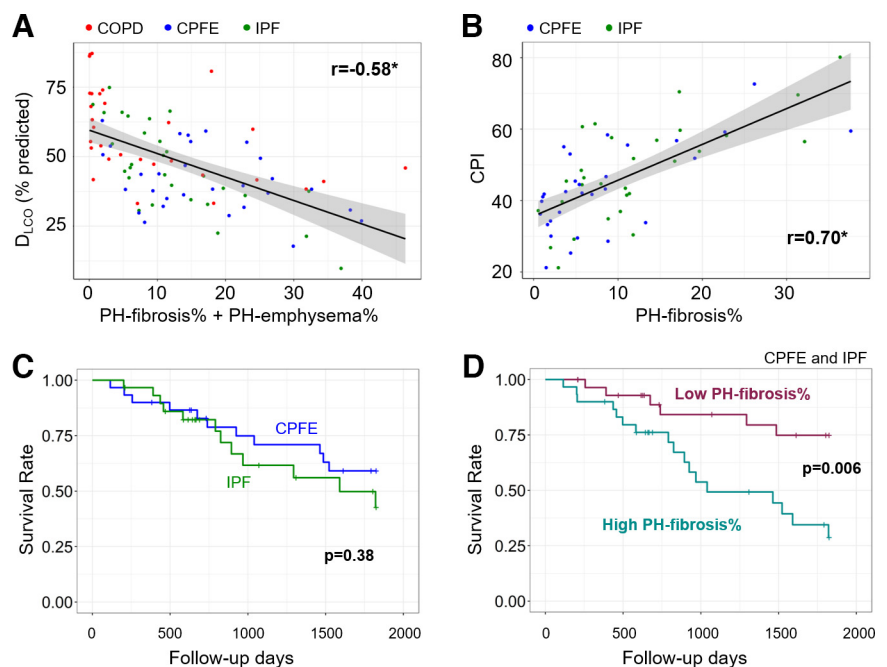 A
COPD CPFE IPF
r=-0.58*
75
50
25
DLCO (% predicted)
0 10 20 30 40
PH-fibrosis% + PH-emphysema%
B
CPFE IPF
80
60
40
20
CPI
r=0.70*
0 10 20 30
PH-fibrosis%
C
1.00
0.75
0.50
0.25
0.00
Survival Rate
CPFE
IPF
p=0.38
0 500 1000 1500 2000
Follow-up days
D
CPFE and IPF
1.00
0.75
0.50
0.25
0.00
Survival Rate
Low PH-fibrosis%
p=0.006
High PH-fibrosis%
0 500 1000 1500 2000
Follow-up days